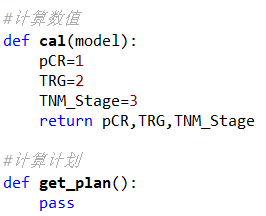 #计算数值
def cal(model):
    pCR=1
    TRG=2
    TNM_Stage=3
    return pCR,TRG,TNM_Stage

#计算计划
def get_plan():
    pass